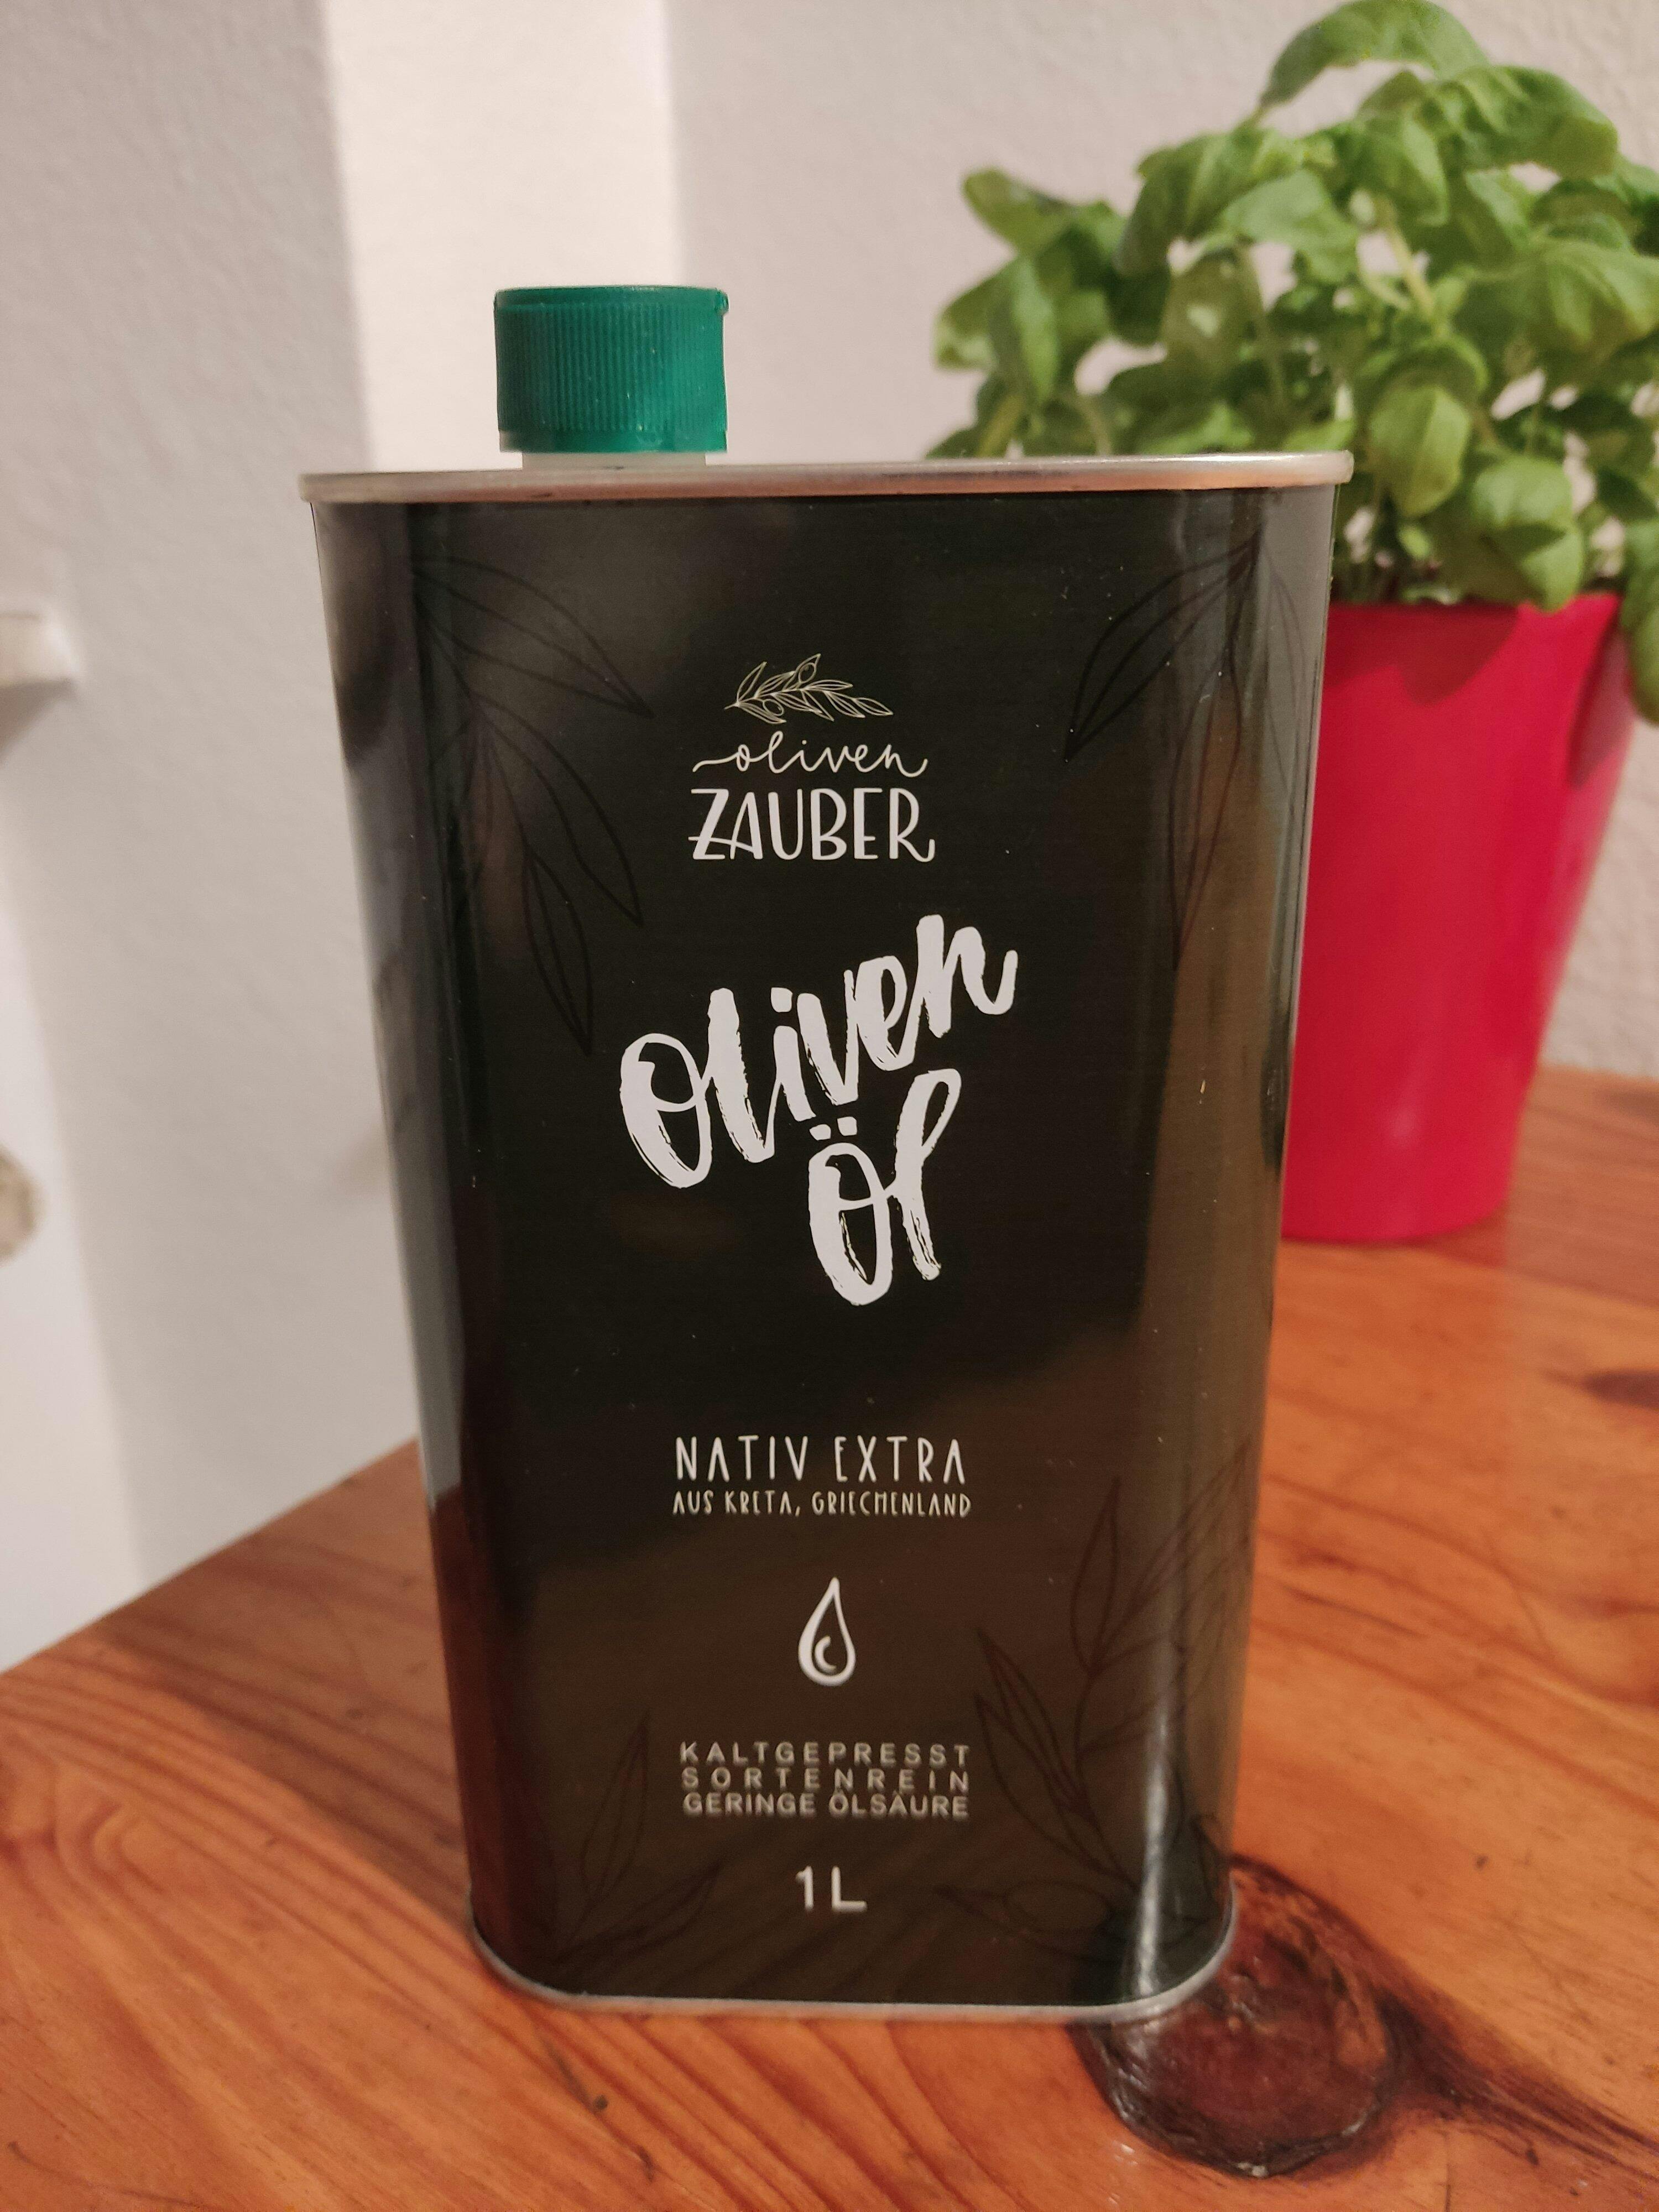 oliven
ZAUBER
oliven
öl
NATIV EXTRA
AUS KRETA, GRIECHENLAND
KALTGEPRESST
SORTENREIN
GERINGE ÖLSÄURE
1L